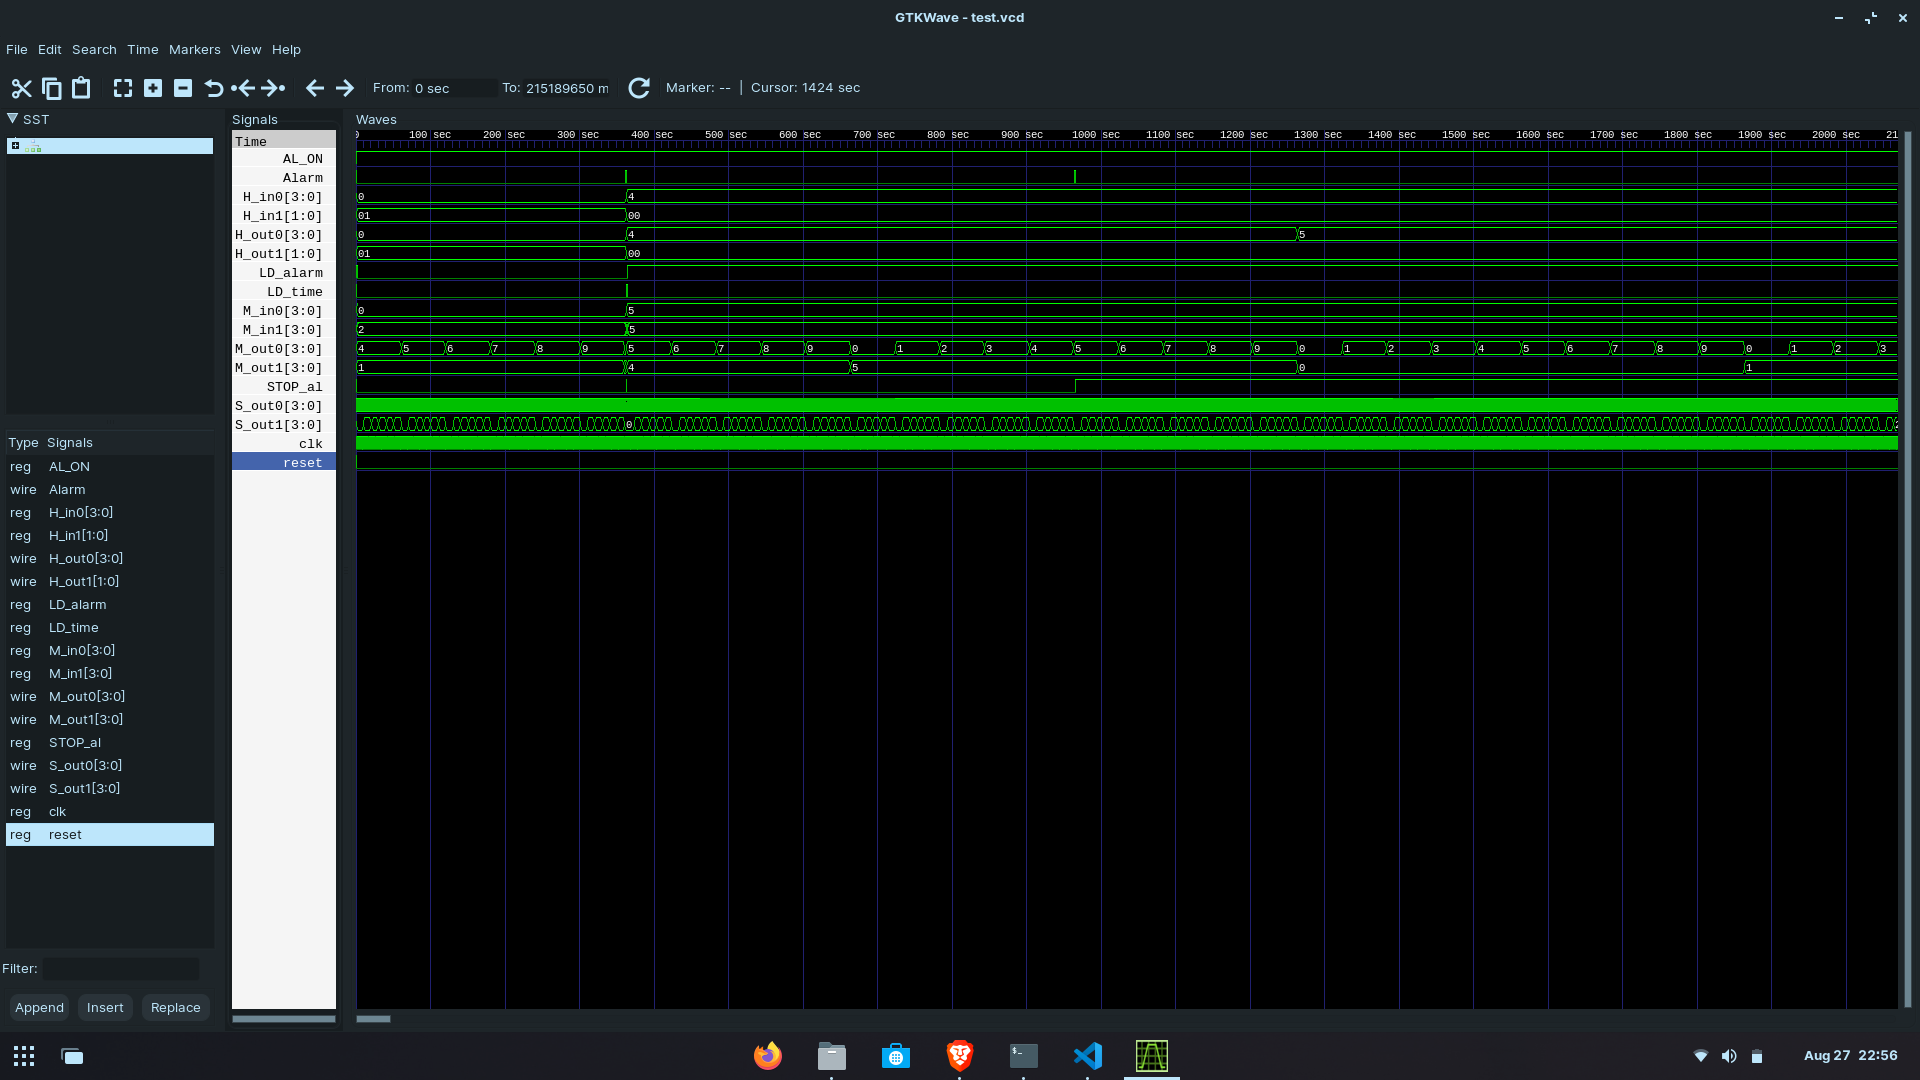 GTKWave - test.vcd
File Edit Search Time Markers View Help
From: 0 sec To: 215189650 m Marker: -- | Cursor: 1424 sec
SST
Signals
Waves
Time
0 100 sec 200 sec 300 sec 400 sec 500 sec 600 sec 700 sec 800 sec 900 sec 1000 sec 1100 sec 1200 sec 1300 sec 1400 sec 1500 sec 1600 sec 1700 sec 1800 sec 1900 sec 2000 sec 21
AL_ON
Alarm
H_in0[3:0] 0 4
H_in1[1:0] 01 00
H_out0[3:0] 0 4 5
H_out1[1:0] 01 00
LD_alarm
LD_time
M_in0[3:0] 0 5
M_in1[3:0] 2 5
M_out0[3:0] 4 5 6 7 8 9 5 6 7 8 9 0 1 2 3 4 5 6 7 8 9 0 1 2 3 4 5 6 7 8 9 0 1 2 3
M_out1[3:0] 1 4 5 0 1
STOP_al
S_out0[3:0]
S_out1[3:0] 0
clk
reset
Type Signals
reg AL_ON
wire Alarm
reg H_in0[3:0]
reg H_in1[1:0]
wire H_out0[3:0]
wire H_out1[1:0]
reg LD_alarm
reg LD_time
reg M_in0[3:0]
reg M_in1[3:0]
wire M_out0[3:0]
wire M_out1[3:0]
reg STOP_al
wire S_out0[3:0]
wire S_out1[3:0]
reg clk
reg reset
Filter:
Append Insert Replace
Aug 27 22:56